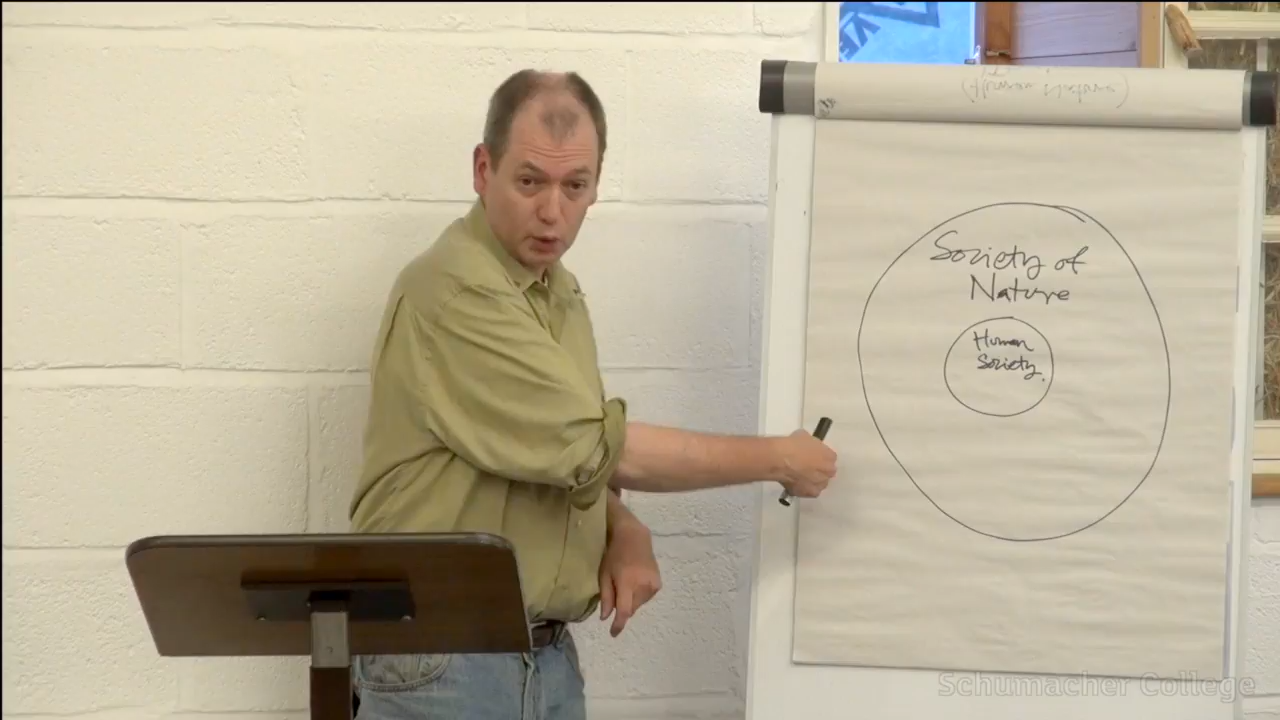 Society of
Nature
Human
Society.
Schumacher College